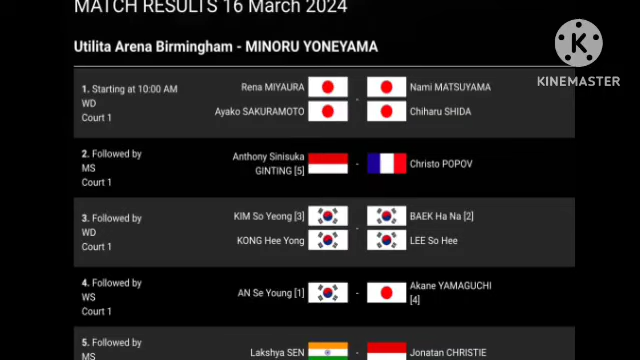 MATCH RESULTS 16 March 2024
KINEMASTER
Utilita Arena Birmingham - MINORU YONEYAMA
1. Starting at 10:00 AM
WD
Court 1
Rena MIYAURA
Ayako SAKURAMOTO
-
Nami MATSUYAMA
Chiharu SHIDA
2. Followed by
MS
Court 1
Anthony Sinisuka
GINTING [5]
-
Christo POPOV
3. Followed by
WD
Court 1
KIM So Yeong [3]
KONG Hee Yong
-
BAEK Ha Na [2]
LEE So Hee
4. Followed by
WS
Court 1
AN Se Young [1]
-
Akane YAMAGUCHI
[4]
5. Followed by
MS
Lakshya SEN
-
Jonatan CHRISTIE